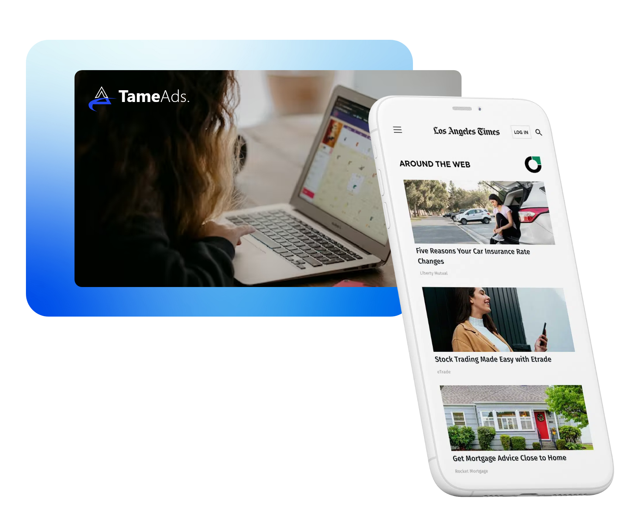 TameAds.
Los Angeles Times
LOG IN
AROUND THE WEB
Five Reasons Your Car Insurance Rate
Changes
Liberty Mutual
Stock Trading Made Easy with Etrade
eTrade
Get Mortgage Advice Close to Home
Rocket Mortgage